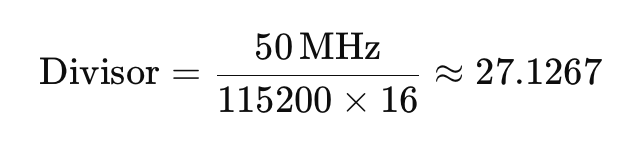 Divisor = 50 MHz / 115200 × 16 ≈ 27.1267